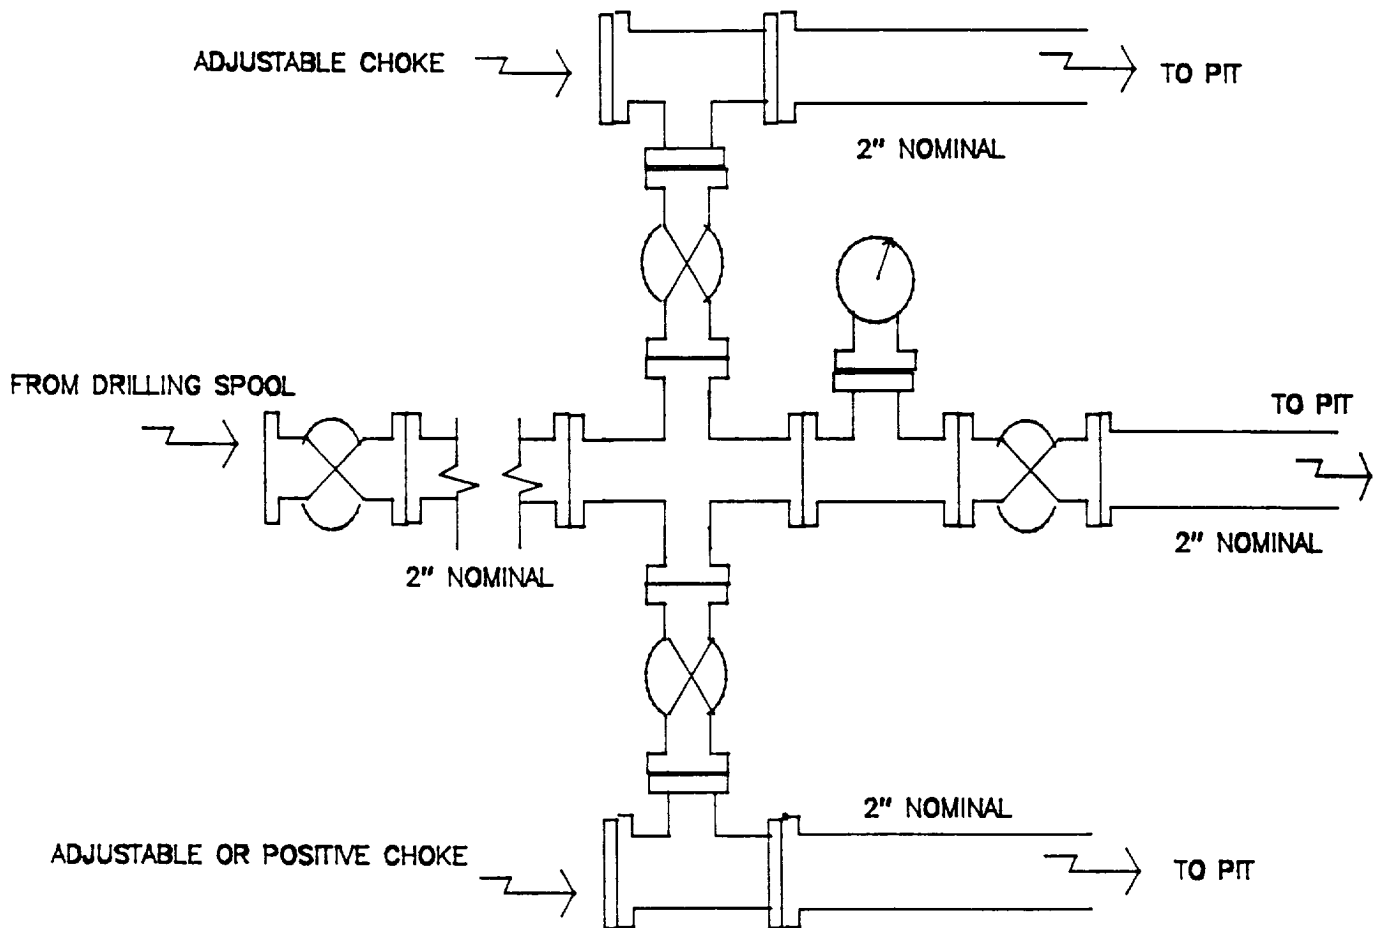 ADJUSTABLE CHOKE
TO PIT
2" NOMINAL
FROM DRILLING SPOOL
TO PIT
2" NOMINAL
2" NOMINAL
2" NOMINAL
ADJUSTABLE OR POSITIVE CHOKE
TO PIT